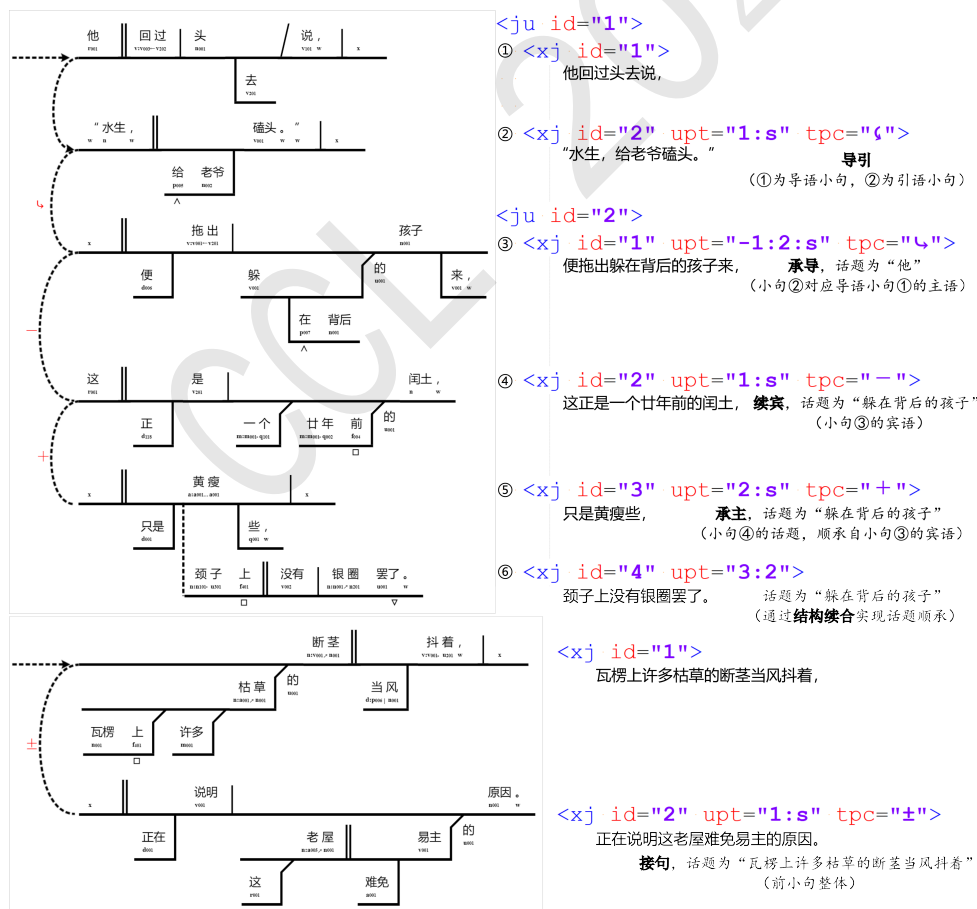 他 回过 头 说，
去
“水生， 磕头。”
给 老爷
x 拖出 孩子
便 躲 的 来，
在 背后
这 是 闰土，
正 一个 廿年 前 的
x 黄瘦 x
只是 些，
颈子 上 没有 银圈 罢了。
<ju id="1">
① <xj id="1">
他回过头去说，
② <xj id="2" upt="1:s" tpc="⤹">
“水生，给老爷磕头。”
导引
（①为导语小句，②为引语小句）
<ju id="2">
③ <xj id="1" upt="-1:2:s" tpc="⤷">
便拖出躲在背后的孩子来， 承导，话题为“他”
（小句②对应导语小句①的主语）
④ <xj id="2" upt="1:s" tpc="－">
这正是一个廿年前的闰土， 续宾，话题为“躲在背后的孩子”
（小句③的宾语）
⑤ <xj id="3" upt="2:s" tpc="＋">
只是黄瘦些， 承主，话题为“躲在背后的孩子”
（小句④的话题，顺承自小句③的宾语）
⑥ <xj id="4" upt="3:2">
颈子上没有银圈罢了。 话题为“躲在背后的孩子”
（通过结构续合实现话题顺承）
断茎 抖着，
枯草 的 当风
瓦楞 上 许多
x 说明 原因。
正在 老屋 易主 的
这 难免
<xj id="1">
瓦楞上许多枯草的断茎当风抖着，
<xj id="2" upt="1:s" tpc="±">
正在说明这老屋难免易主的原因。
接句，话题为“瓦楞上许多枯草的断茎当风抖着”
（前小句整体）